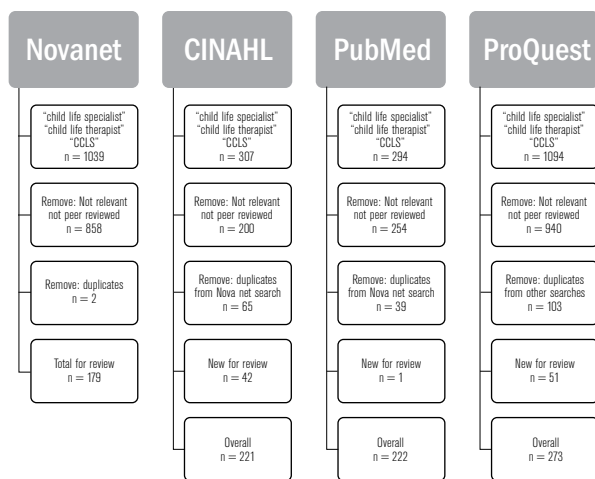 Novanet
"child life specialist"
"child life therapist"
"CCLS"
n = 1039
Remove: Not relevant
not peer reviewed
n = 858
Remove: duplicates
n = 2
Total for review
n = 179
CINAHL
"child life specialist"
"child life therapist"
"CCLS"
n = 307
Remove: Not relevant
not peer reviewed
n = 200
Remove: duplicates
from Nova net search
n = 65
New for review
n = 42
Overall
n = 221
PubMed
"child life specialist"
"child life therapist"
"CCLS"
n = 294
Remove: Not relevant
not peer reviewed
n = 254
Remove: duplicates
from Nova net search
n = 39
New for review
n = 1
Overall
n = 222
ProQuest
"child life specialist"
"child life therapist"
"CCLS"
n = 1094
Remove: Not relevant
not peer reviewed
n = 940
Remove: duplicates
from other searches
n = 103
New for review
n = 51
Overall
n = 273